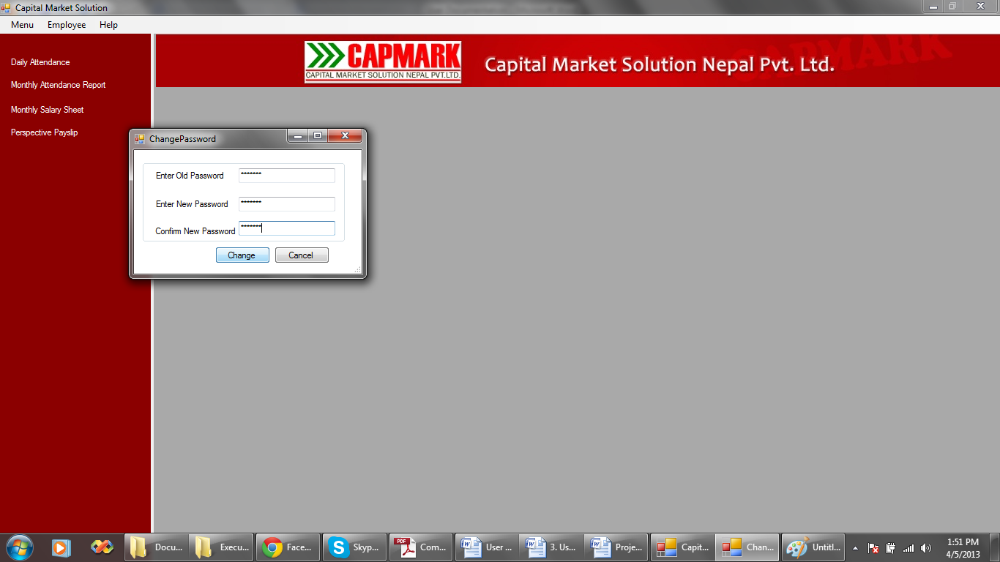 Capital Market Solution
Menu Employee Help
Daily Attendance
Monthly Attendance Report
Monthly Salary Sheet
Perspective Payslip
CAPMARK
CAPITAL MARKET SOLUTION NEPAL PVT.LTD.
Capital Market Solution Nepal Pvt. Ltd.
CAPMARK
ChangePassword
Enter Old Password *******
Enter New Password *******
Confirm New Password *******
Change Cancel
Docu... Execu... Face... Skyp... PDF Com... User ... 3. Us... Proje... Capit... Chan... Untitl...
1:51 PM
4/5/2013